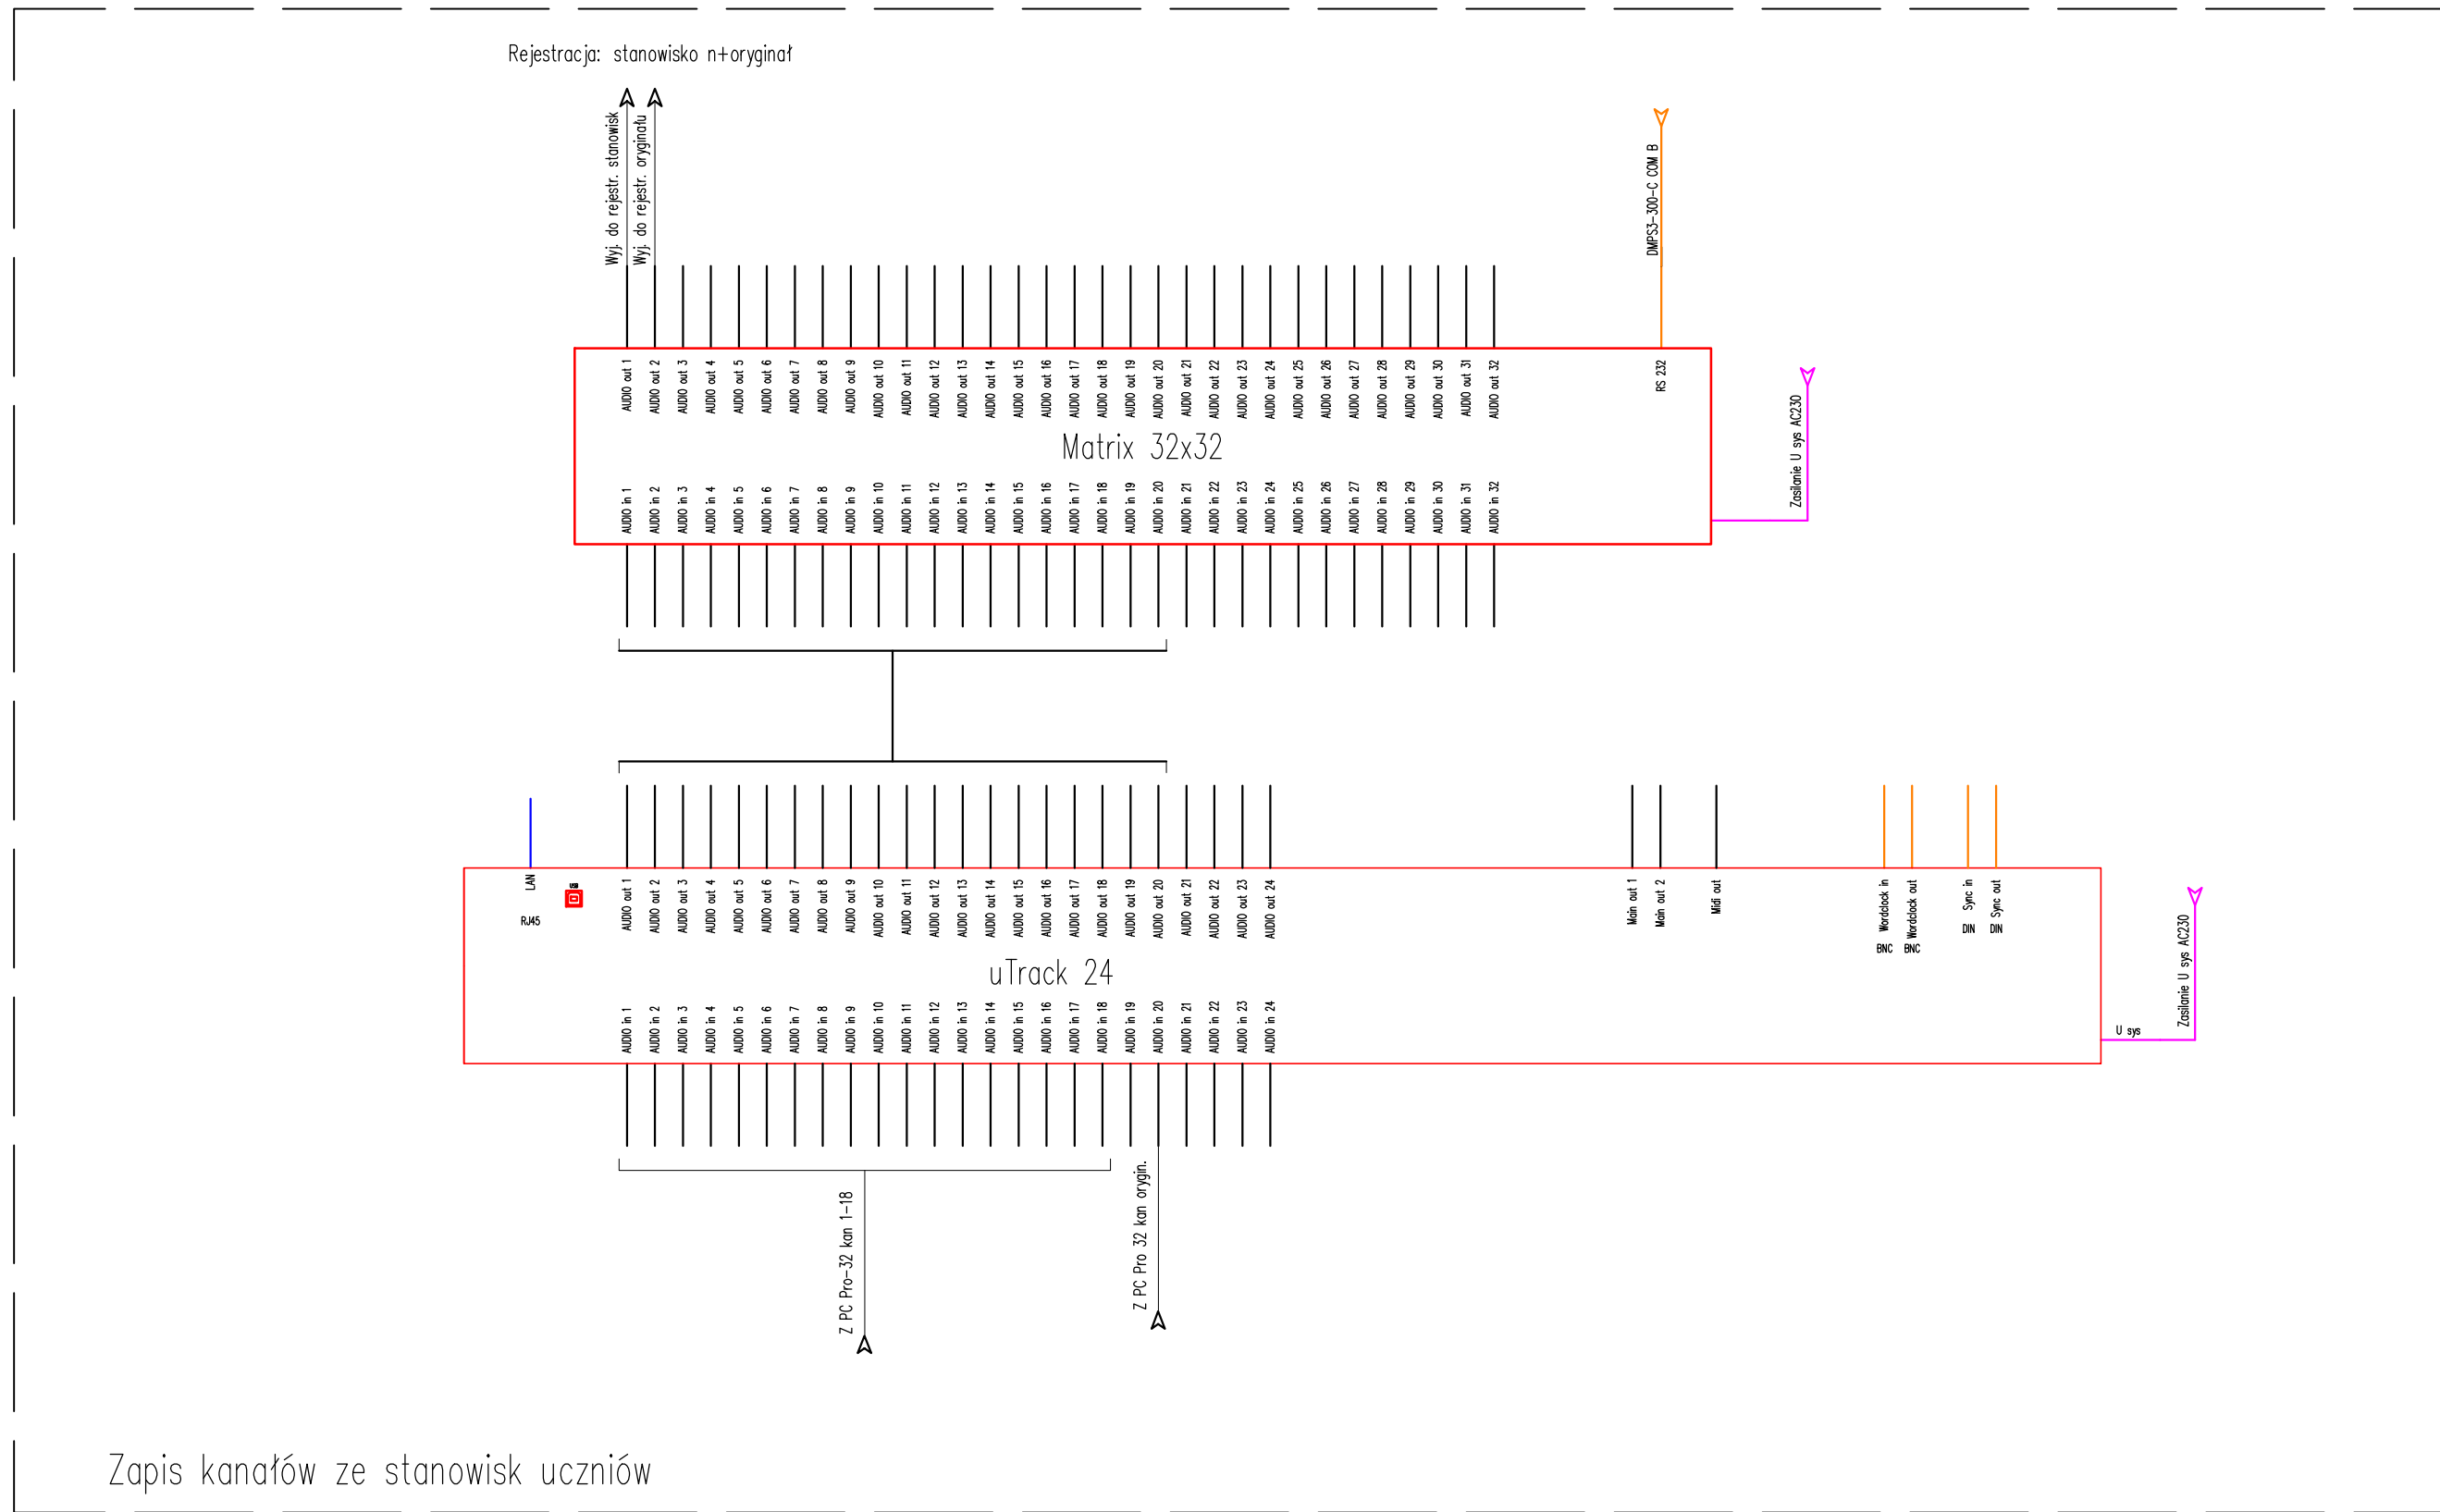 Rejestracja: stanowisko n+oryginał
Wyj. do rejestr. stanowisk
Wyj. do rejestr. oryginału
DMPS3-300-C COM B
AUDIO out 1
AUDIO out 2
AUDIO out 3
AUDIO out 4
AUDIO out 5
AUDIO out 6
AUDIO out 7
AUDIO out 8
AUDIO out 9
AUDIO out 10
AUDIO out 11
AUDIO out 12
AUDIO out 13
AUDIO out 14
AUDIO out 15
AUDIO out 16
AUDIO out 17
AUDIO out 18
AUDIO out 19
AUDIO out 20
AUDIO out 21
AUDIO out 22
AUDIO out 23
AUDIO out 24
AUDIO out 25
AUDIO out 26
AUDIO out 27
AUDIO out 28
AUDIO out 29
AUDIO out 30
AUDIO out 31
AUDIO out 32
RS 232
Zasilanie U sys AC230
Matrix 32x32
AUDIO in 1
AUDIO in 2
AUDIO in 3
AUDIO in 4
AUDIO in 5
AUDIO in 6
AUDIO in 7
AUDIO in 8
AUDIO in 9
AUDIO in 10
AUDIO in 11
AUDIO in 12
AUDIO in 13
AUDIO in 14
AUDIO in 15
AUDIO in 16
AUDIO in 17
AUDIO in 18
AUDIO in 19
AUDIO in 20
AUDIO in 21
AUDIO in 22
AUDIO in 23
AUDIO in 24
AUDIO in 25
AUDIO in 26
AUDIO in 27
AUDIO in 28
AUDIO in 29
AUDIO in 30
AUDIO in 31
AUDIO in 32
LAN
RJ45
AUDIO out 1
AUDIO out 2
AUDIO out 3
AUDIO out 4
AUDIO out 5
AUDIO out 6
AUDIO out 7
AUDIO out 8
AUDIO out 9
AUDIO out 10
AUDIO out 11
AUDIO out 12
AUDIO out 13
AUDIO out 14
AUDIO out 15
AUDIO out 16
AUDIO out 17
AUDIO out 18
AUDIO out 19
AUDIO out 20
AUDIO out 21
AUDIO out 22
AUDIO out 23
AUDIO out 24
Main out 1
Main out 2
Midi out
Wordclock in
BNC
Wordclock out
BNC
Sync in
DIN
Sync out
DIN
Zasilanie U sys AC230
U sys
uTrack 24
AUDIO in 1
AUDIO in 2
AUDIO in 3
AUDIO in 4
AUDIO in 5
AUDIO in 6
AUDIO in 7
AUDIO in 8
AUDIO in 9
AUDIO in 10
AUDIO in 11
AUDIO in 12
AUDIO in 13
AUDIO in 14
AUDIO in 15
AUDIO in 16
AUDIO in 17
AUDIO in 18
AUDIO in 19
AUDIO in 20
AUDIO in 21
AUDIO in 22
AUDIO in 23
AUDIO in 24
Z PC Pro-32 kan 1-18
Z PC Pro 32 kan orygin.
Zapis kanałów ze stanowisk uczniów